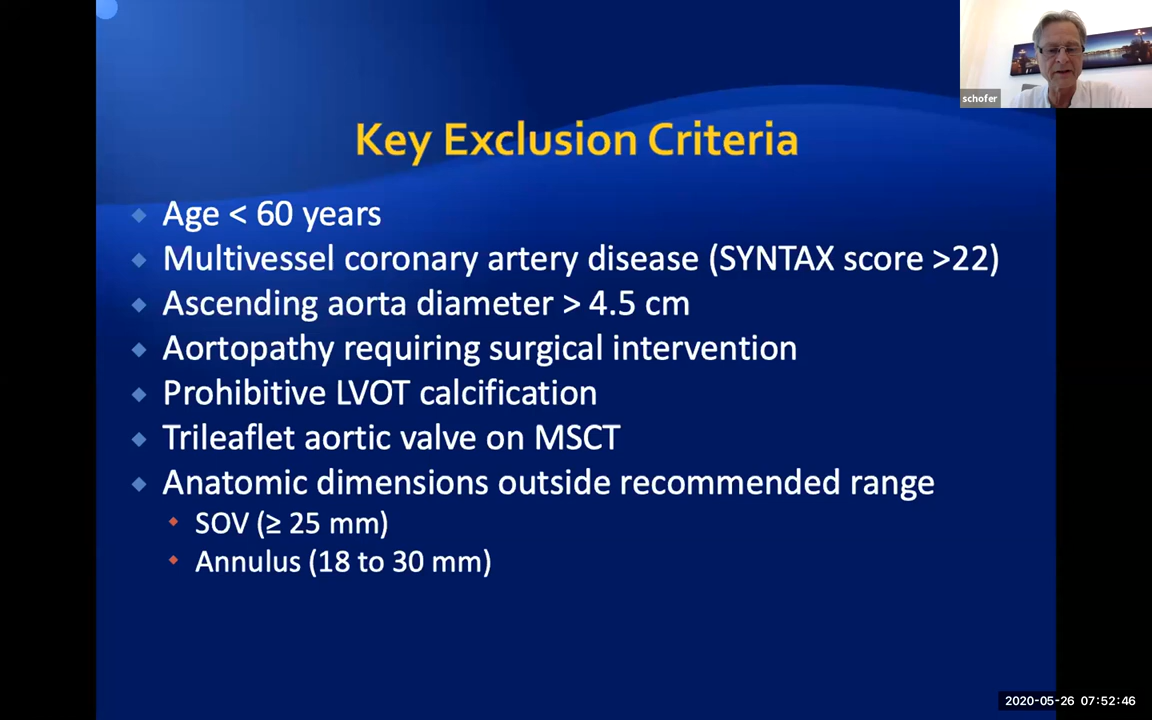 schofer
Key Exclusion Criteria
Age < 60 years
Multivessel coronary artery disease (SYNTAX score >22)
Ascending aorta diameter > 4.5 cm
Aortopathy requiring surgical intervention
Prohibitive LVOT calcification
Trileaflet aortic valve on MSCT
Anatomic dimensions outside recommended range
SOV (≥ 25 mm)
Annulus (18 to 30 mm)
2020-05-26 07:52:46